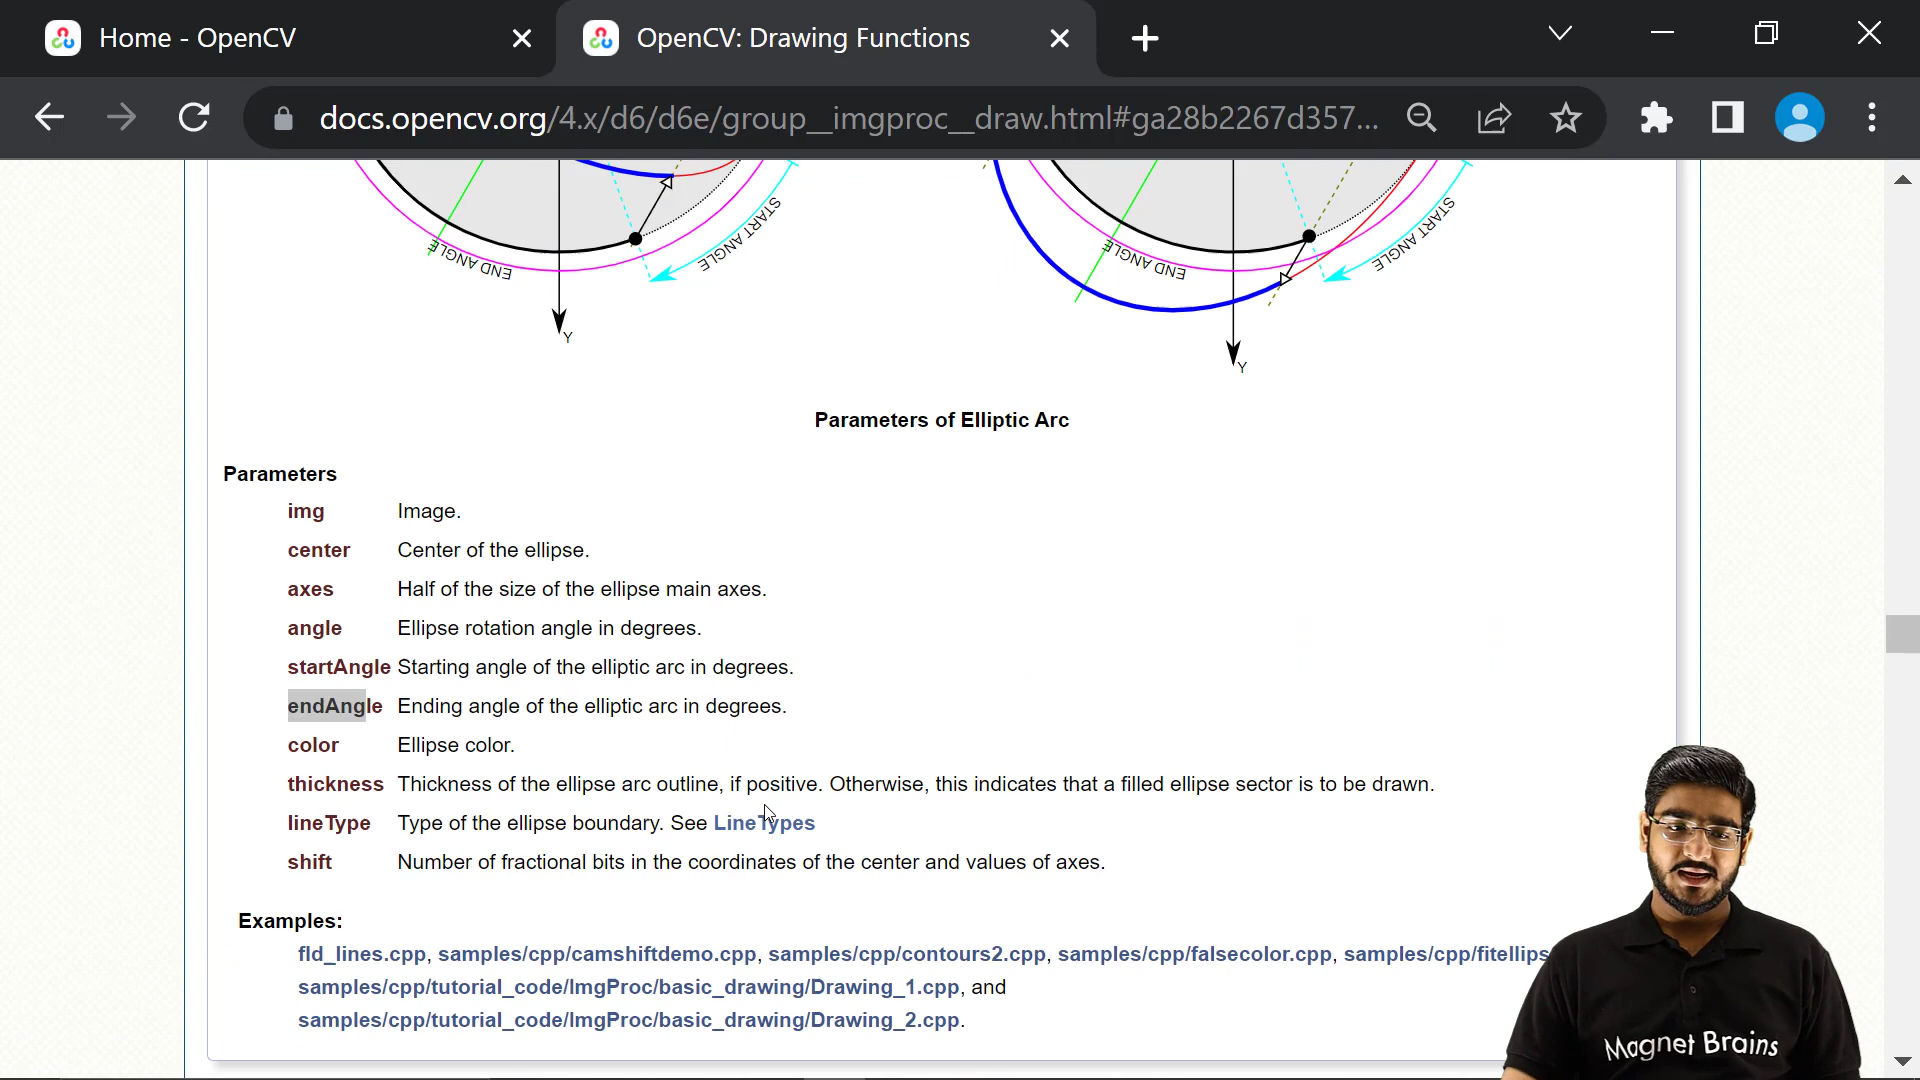 Home - OpenCV
OpenCV: Drawing Functions
docs.opencv.org/4.x/d6/d6e/group__imgproc__draw.html#ga28b2267d357...
START ANGLE
START ANGLE
END ANGLE
END ANGLE
Y
Y
Parameters of Elliptic Arc
Parameters
img Image.
center Center of the ellipse.
axes Half of the size of the ellipse main axes.
angle Ellipse rotation angle in degrees.
startAngle Starting angle of the elliptic arc in degrees.
endAngle Ending angle of the elliptic arc in degrees.
color Ellipse color.
thickness Thickness of the ellipse arc outline, if positive. Otherwise, this indicates that a filled ellipse sector is to be drawn.
lineType Type of the ellipse boundary. See LineTypes
shift Number of fractional bits in the coordinates of the center and values of axes.
Examples:
fld_lines.cpp, samples/cpp/camshiftdemo.cpp, samples/cpp/contours2.cpp, samples/cpp/falsecolor.cpp, samples/cpp/fitellips
samples/cpp/tutorial_code/ImgProc/basic_drawing/Drawing_1.cpp, and
samples/cpp/tutorial_code/ImgProc/basic_drawing/Drawing_2.cpp.
Magnet Brains